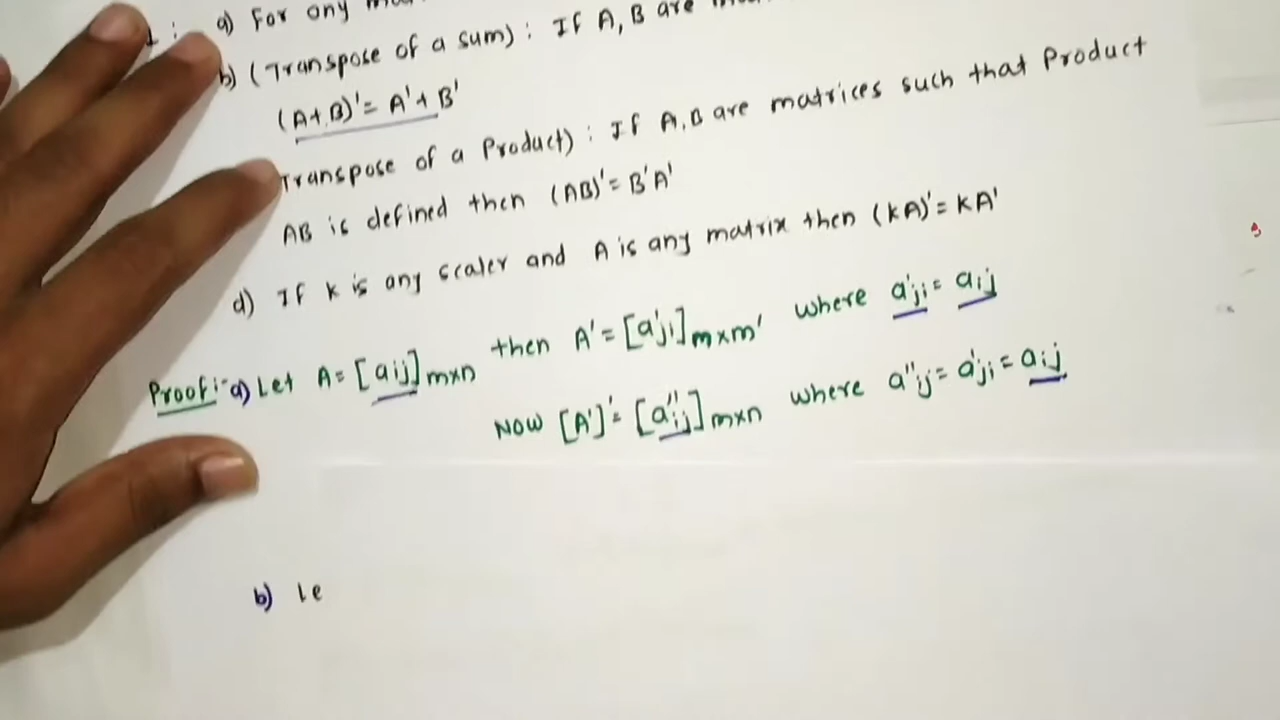 1: a) For any
b) (Transpose of a sum): If A, B are
(A+B)'= A'+B'
Transpose of a Product): If A,B are matrices such that Product
AB is defined then (AB)'= B'A'
d) If k is any scaler and A is any matrix then (kA)'= kA'
Proof:- a) Let A= [aij]mxn then A'= [a'ji]mxm' where a'ji= aij
Now [A']'= [a''ij]mxn where a''ij= a'ji= aij
b) Le